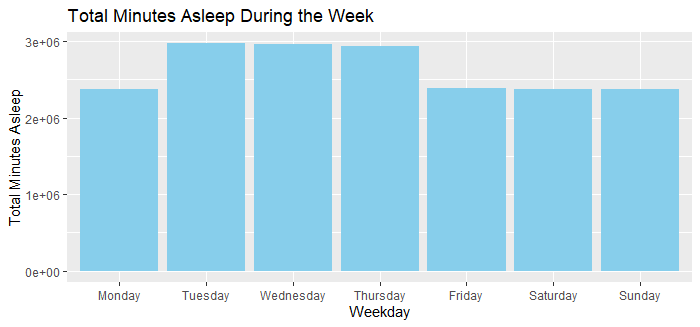 Total Minutes Asleep During the Week
Total Minutes Asleep
3e+06
2e+06
1e+06
0e+00
Monday Tuesday Wednesday Thursday Friday Saturday Sunday
Weekday